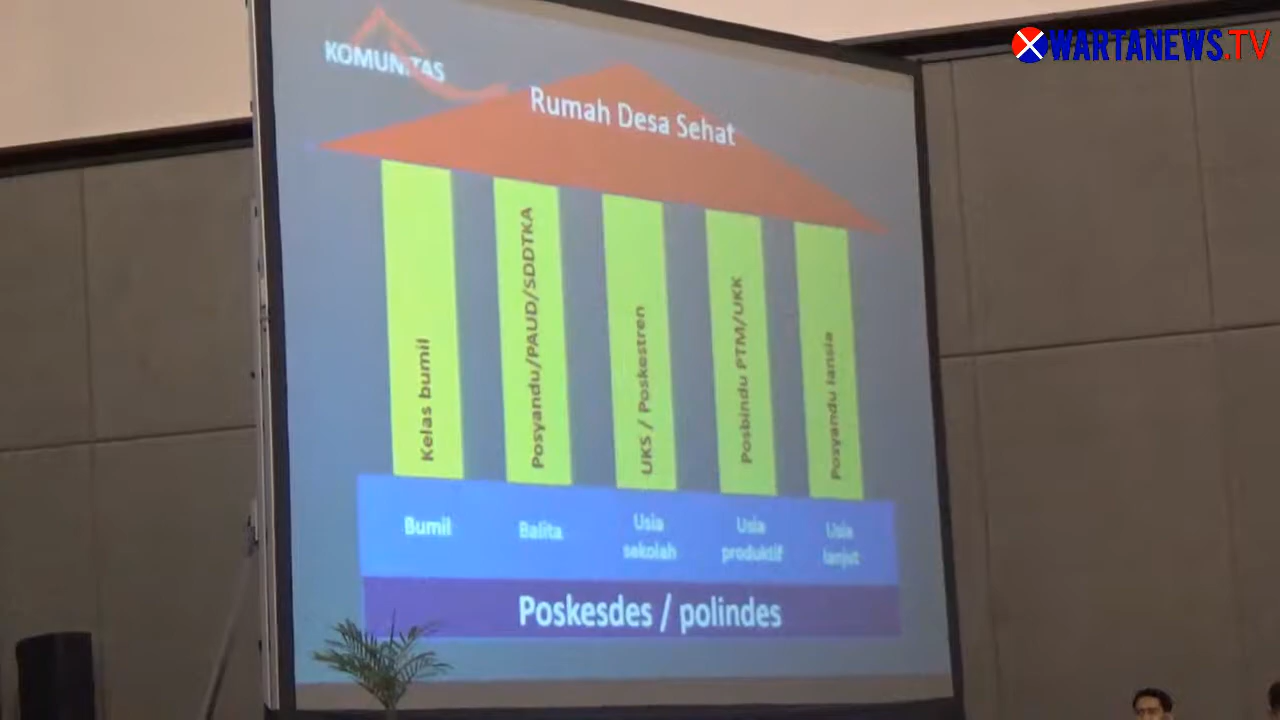 WARTANEWS.TV
KOMUNITAS
Rumah Desa Sehat
Kelas bumil
Posyandu/PAUD/SDDTKA
UKS / Poskestren
Posbindu PTM/UKK
Posyandu lansia
Bumil
Balita
Usia
sekolah
Usia
produktif
Usia
lanjut
Poskesdes / polindes